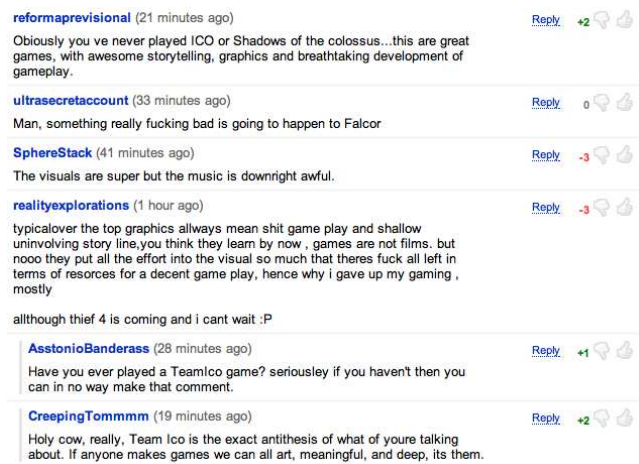 reformaprevisional (21 minutes ago) Reply +2
Obiously you ve never played ICO or Shadows of the colossus...this are great
games, with awesome storytelling, graphics and breathtaking development of
gameplay.
ultrasecretaccount (33 minutes ago) Reply 0
Man, something really fucking bad is going to happen to Falcor
SphereStack (41 minutes ago) Reply -3
The visuals are super but the music is downright awful.
realityexplorations (1 hour ago) Reply -3
typicalover the top graphics allways mean shit game play and shallow
uninvolving story line,you think they learn by now , games are not films. but
nooo they put all the effort into the visual so much that theres fuck all left in
terms of resorces for a decent game play, hence why i gave up my gaming ,
mostly
allthough thief 4 is coming and i cant wait :P
AsstonioBanderass (28 minutes ago) Reply +1
Have you ever played a TeamIco game? seriousley if you haven't then you
can in no way make that comment.
CreepingTommmm (19 minutes ago) Reply +2
Holy cow, really, Team Ico is the exact antithesis of what of youre talking
about. If anyone makes games we can all art, meaningful, and deep, its them.